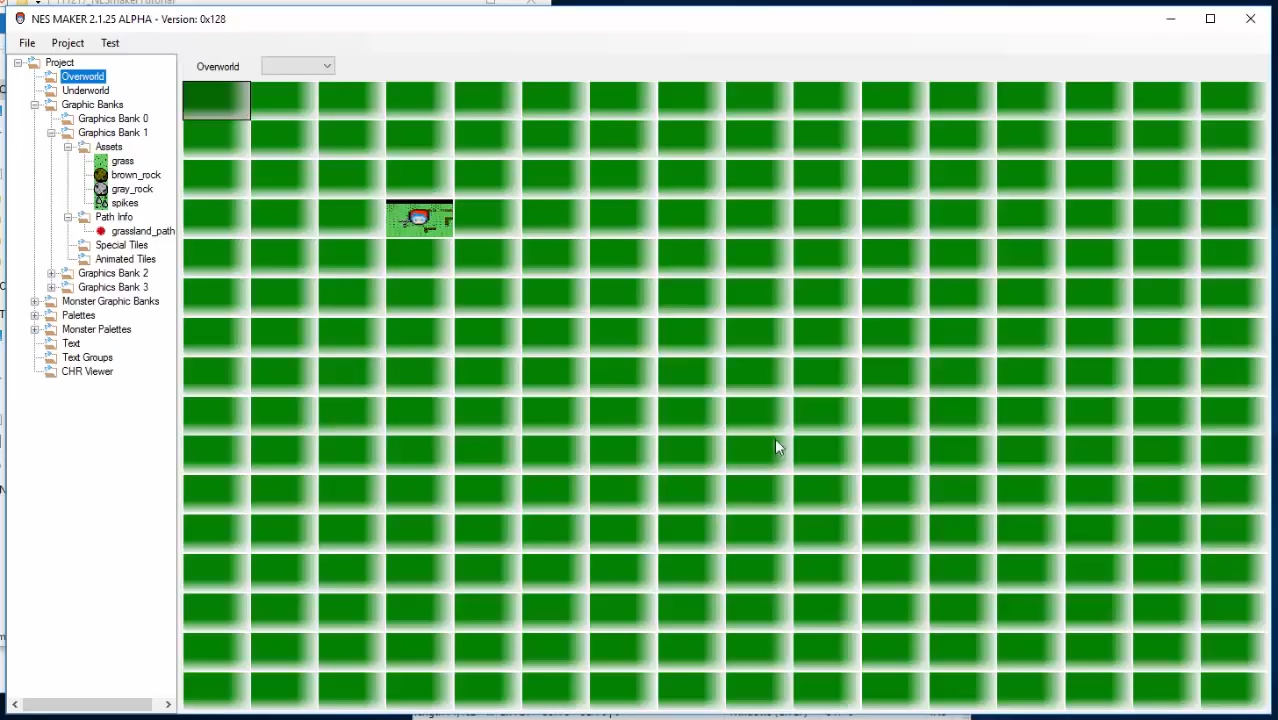 NES MAKER 2.1.25 ALPHA - Version: 0x128
File Project Test
Project
Overworld
Underworld
Graphic Banks
Graphics Bank 0
Graphics Bank 1
Assets
grass
brown_rock
gray_rock
spikes
Path Info
grassland_path
Special Tiles
Animated Tiles
Graphics Bank 2
Graphics Bank 3
Monster Graphic Banks
Palettes
Monster Palettes
Text
Text Groups
CHR Viewer
Overworld